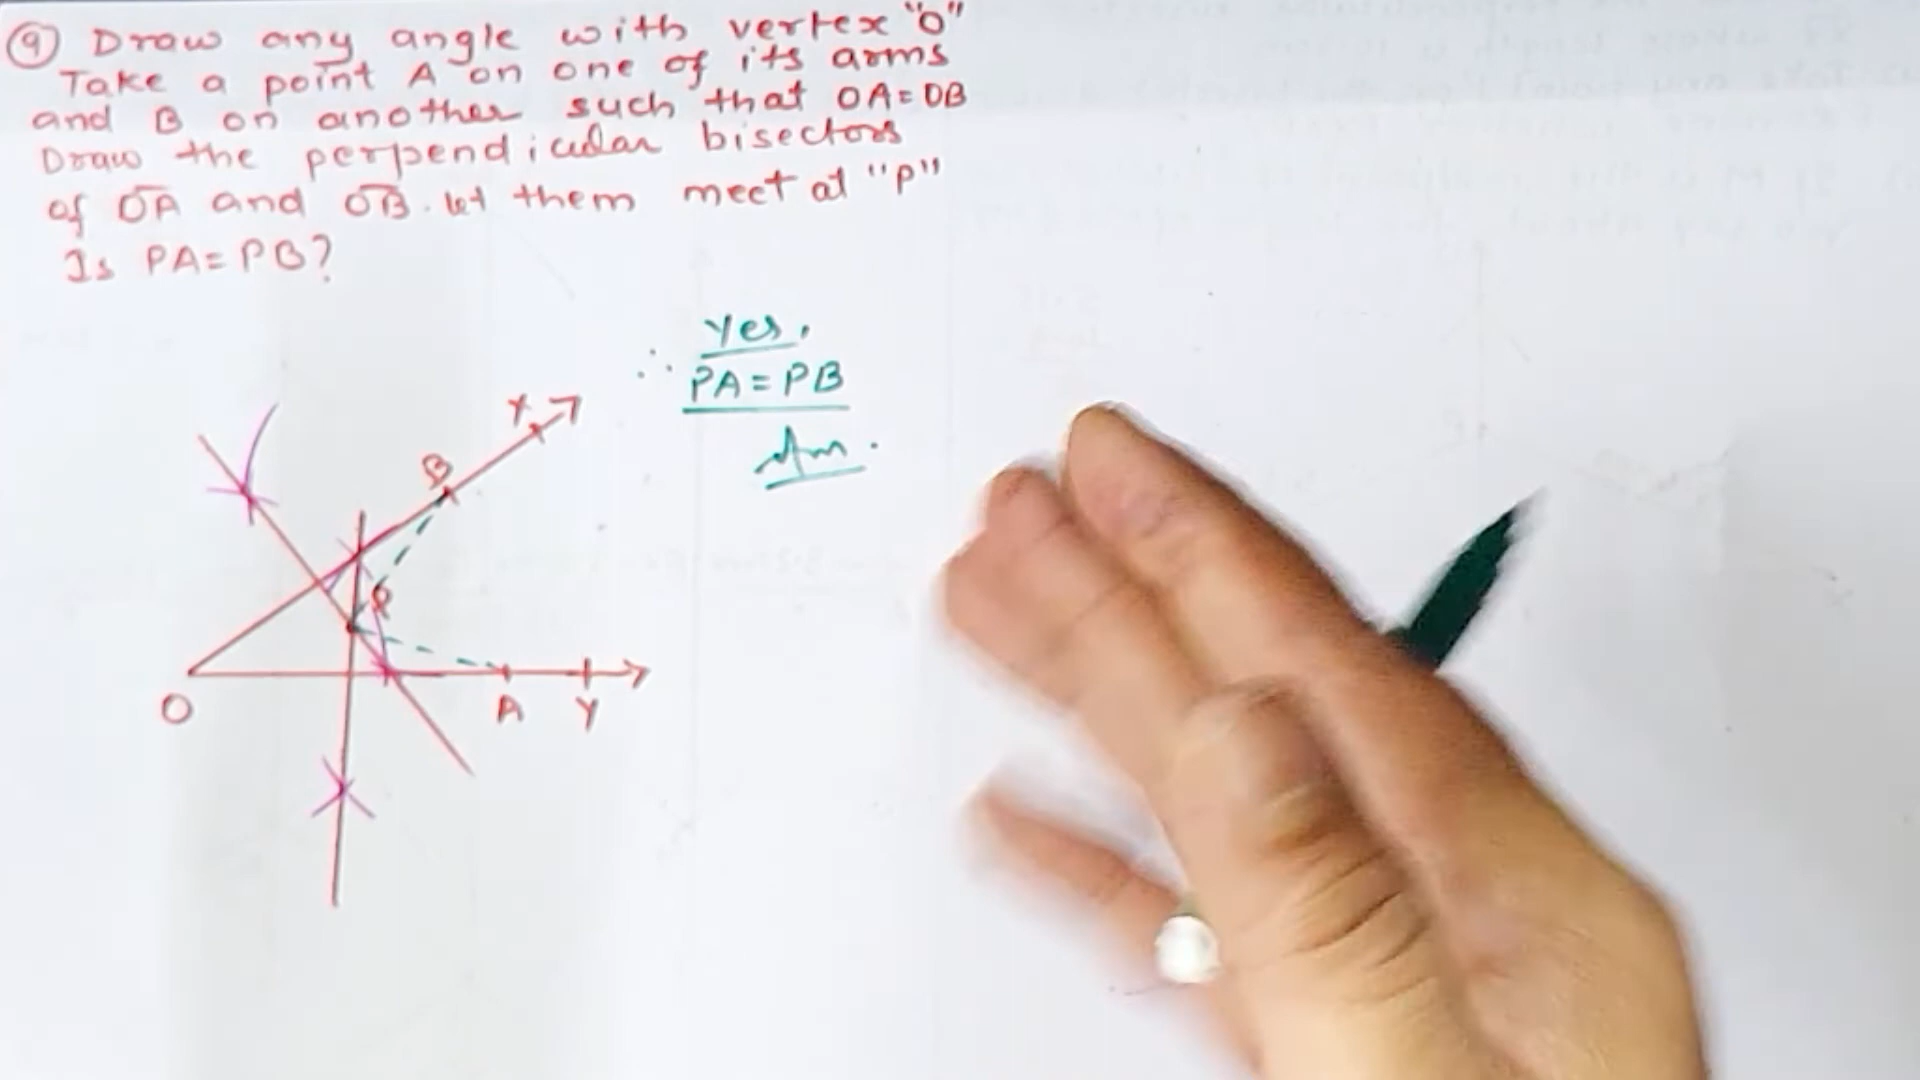 9 Draw any angle with vertex "O"
Take a point A on one of its arms
and B on another such that OA=OB
Draw the perpendicular bisectors
of OA and OB. let them meet at "P"
Is PA=PB?
Yes,
∴ PA=PB
X
B
P
O
A
Y